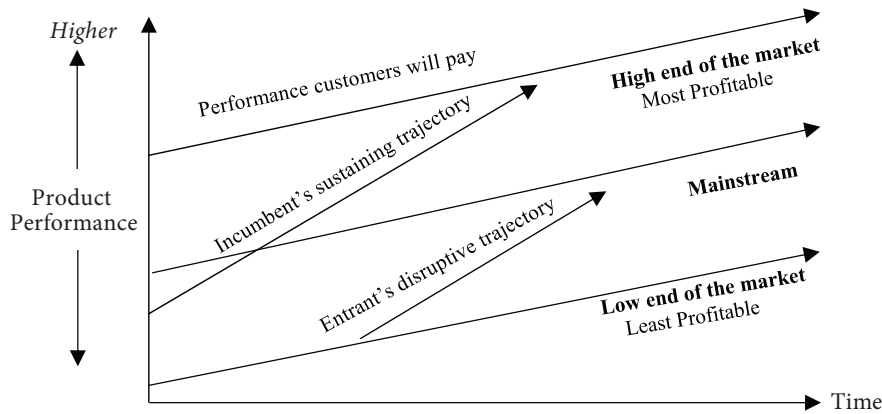 Higher
Performance customers will pay
High end of the market
Most Profitable
Incumbent’s sustaining trajectory
Mainstream
Product
Performance
Entrant’s disruptive trajectory
Low end of the market
Least Profitable
Time